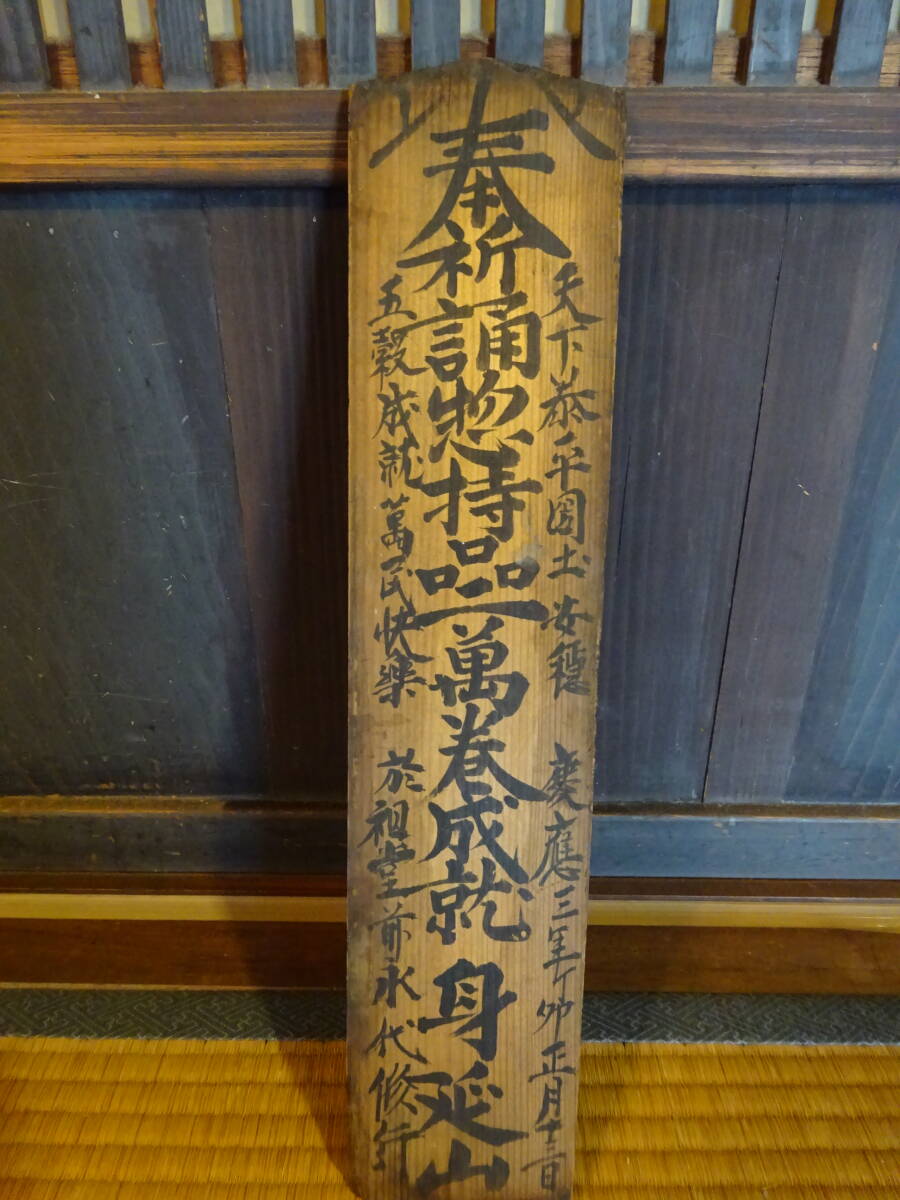 奉祈誦惣持品一萬巻成就 身延山
天下泰平國土安穏 慶應三年丁卯正月十三日
五穀成就萬民快樂 於祖堂前永代修行